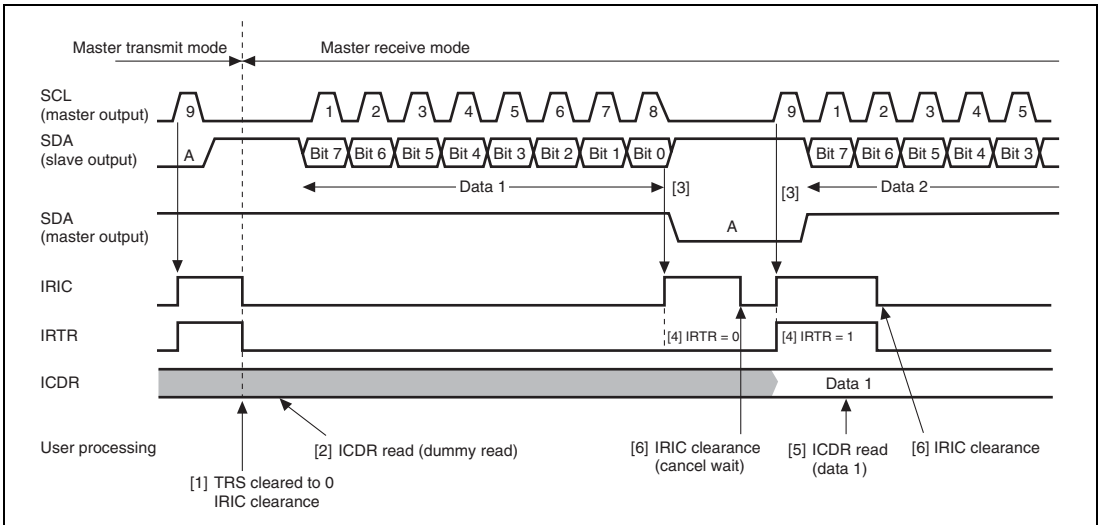 Master transmit mode
Master receive mode
SCL
(master output)
9
1
2
3
4
5
6
7
8
9
1
2
3
4
5
SDA
(slave output)
A
Bit 7
Bit 6
Bit 5
Bit 4
Bit 3
Bit 2
Bit 1
Bit 0
Bit 7
Bit 6
Bit 5
Bit 4
Bit 3
Data 1
[3]
[3]
Data 2
SDA
(master output)
A
IRIC
IRTR
[4] IRTR = 0
[4] IRTR = 1
ICDR
Data 1
User processing
[1] TRS cleared to 0
IRIC clearance
[2] ICDR read (dummy read)
[6] IRIC clearance
(cancel wait)
[5] ICDR read
(data 1)
[6] IRIC clearance